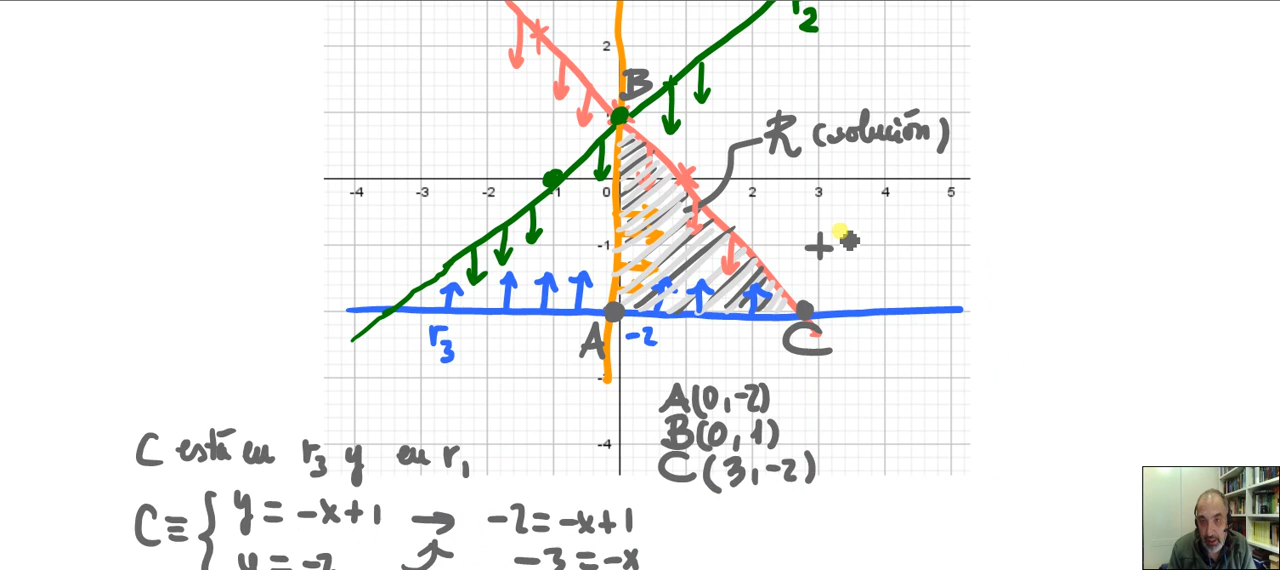 r2
2
B
R (solución)
-4 -3 -2 -1 0 2 3 4 5
-1
r3
A
-2
C
A(0,-2)
B(0,1)
-4
C está en r3 y en r1
C(3,-2)
C≡{ y=-x+1 → -2=-x+1
y=-2 -3=-x